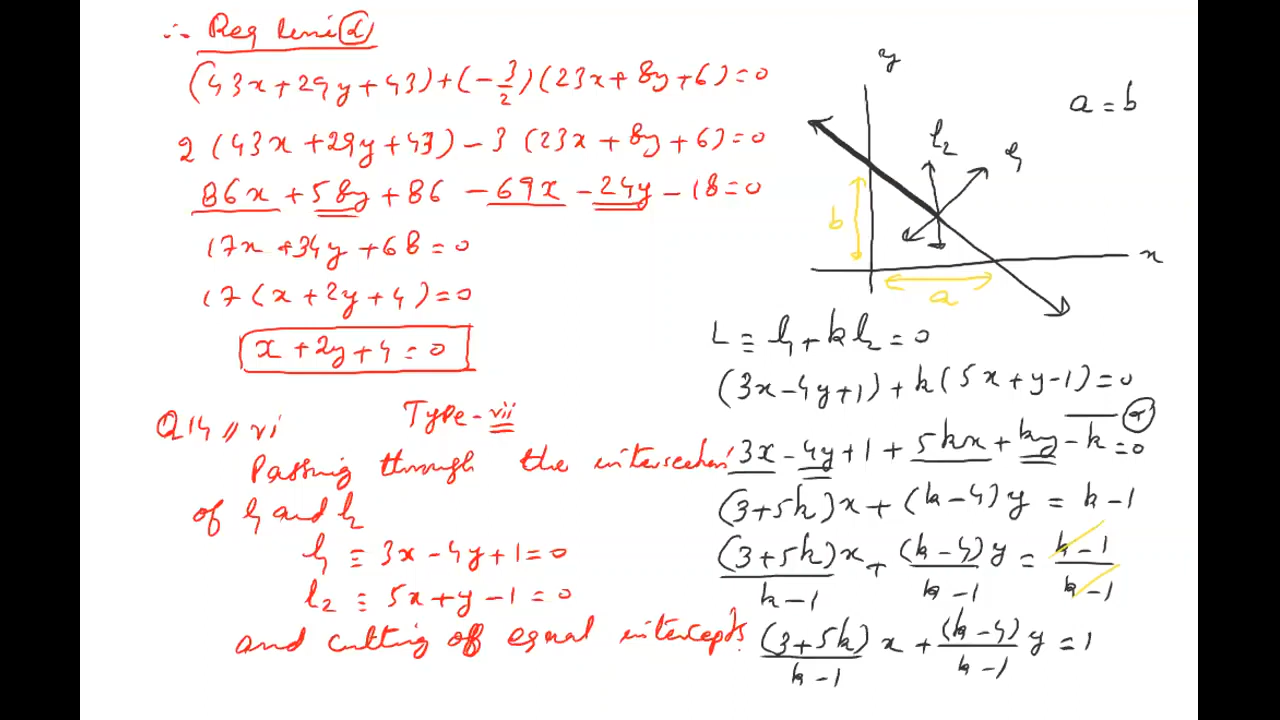 ∴ Req line (α)
(43x+29y+43)+(-3/2)(23x+8y+6)=0
2(43x+29y+43)-3(23x+8y+6)=0
86x+58y+86-69x-24y-18=0
17x+34y+68=0
17(x+2y+4)=0
x+2y+4=0
Q14 // vi Type-vii
Passing through the intersection
of l₁ and l₂
l₁ ≡ 3x-4y+1=0
l₂ ≡ 5x+y-1=0
and cutting of equal intercepts.
y
a=b
l₂
l₁
b
x
a
L ≡ l₁+kl₂=0
(3x-4y+1)+k(5x+y-1)=0
(α)
3x-4y+1+5kx+ky-k=0
(3+5k)x+(k-4)y=k-1
(3+5k)x/k-1+(k-4)y/k-1=k-1/k-1
(3+5k)/k-1 x+(k-4)/k-1 y=1